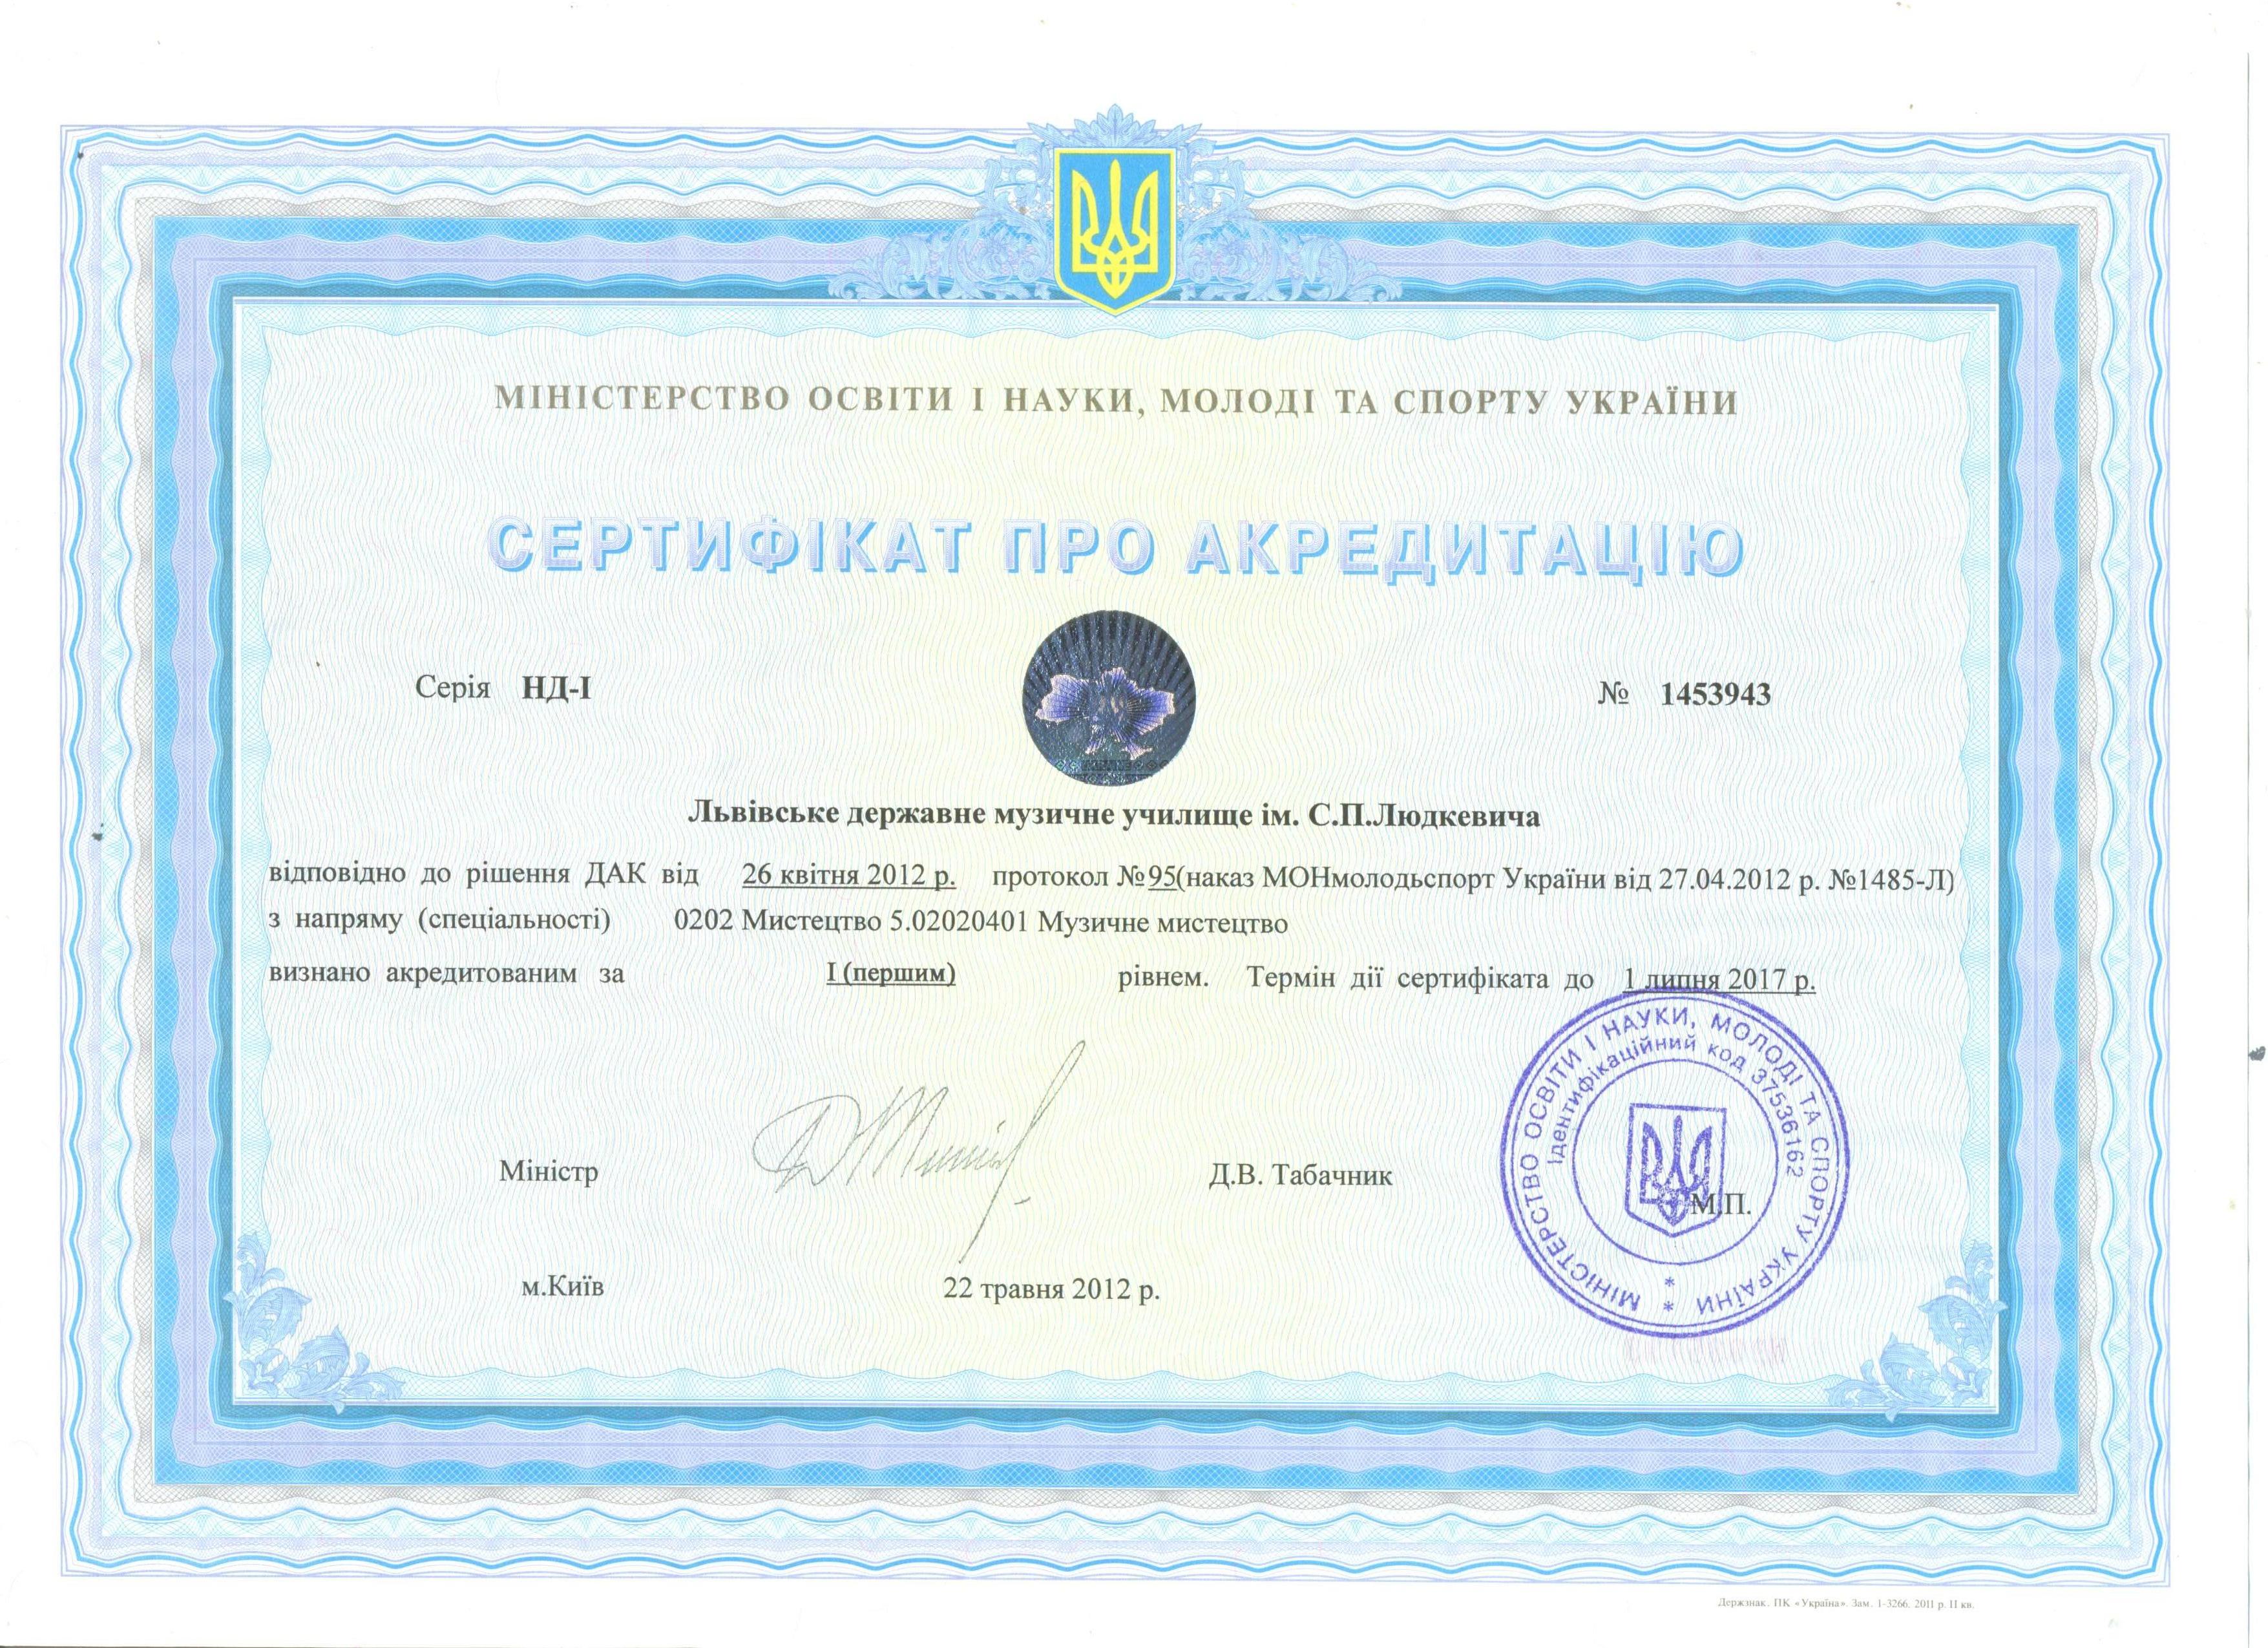 МІНІСТЕРСТВО ОСВІТИ І НАУКИ, МОЛОДІ ТА СПОРТУ УКРАЇНИ
СЕРТИФІКАТ ПРО АКРЕДИТАЦІЮ
Серія НД-І № 1453943
Львівське державне музичне училище ім. С.П.Людкевича
відповідно до рішення ДАК від 26 квітня 2012 р. протокол №95(наказ МОНмолодьспорт України від 27.04.2012 р. №1485-Л)
з напряму (спеціальності) 0202 Мистецтво 5.02020401 Музичне мистецтво
визнано акредитованим за І (першим) рівнем. Термін дії сертифіката до 1 липня 2017 р.
МІНІСТЕРСТВО ОСВІТИ І НАУКИ, МОЛОДІ ТА СПОРТУ УКРАЇНИ
Ідентифікаційний код 37536162
Міністр Д.В. Табачник
М.П.
м.Київ 22 травня 2012 р.
Держзнак. ПК «Україна». Зам. 1-3266. 2011 р. II кв.